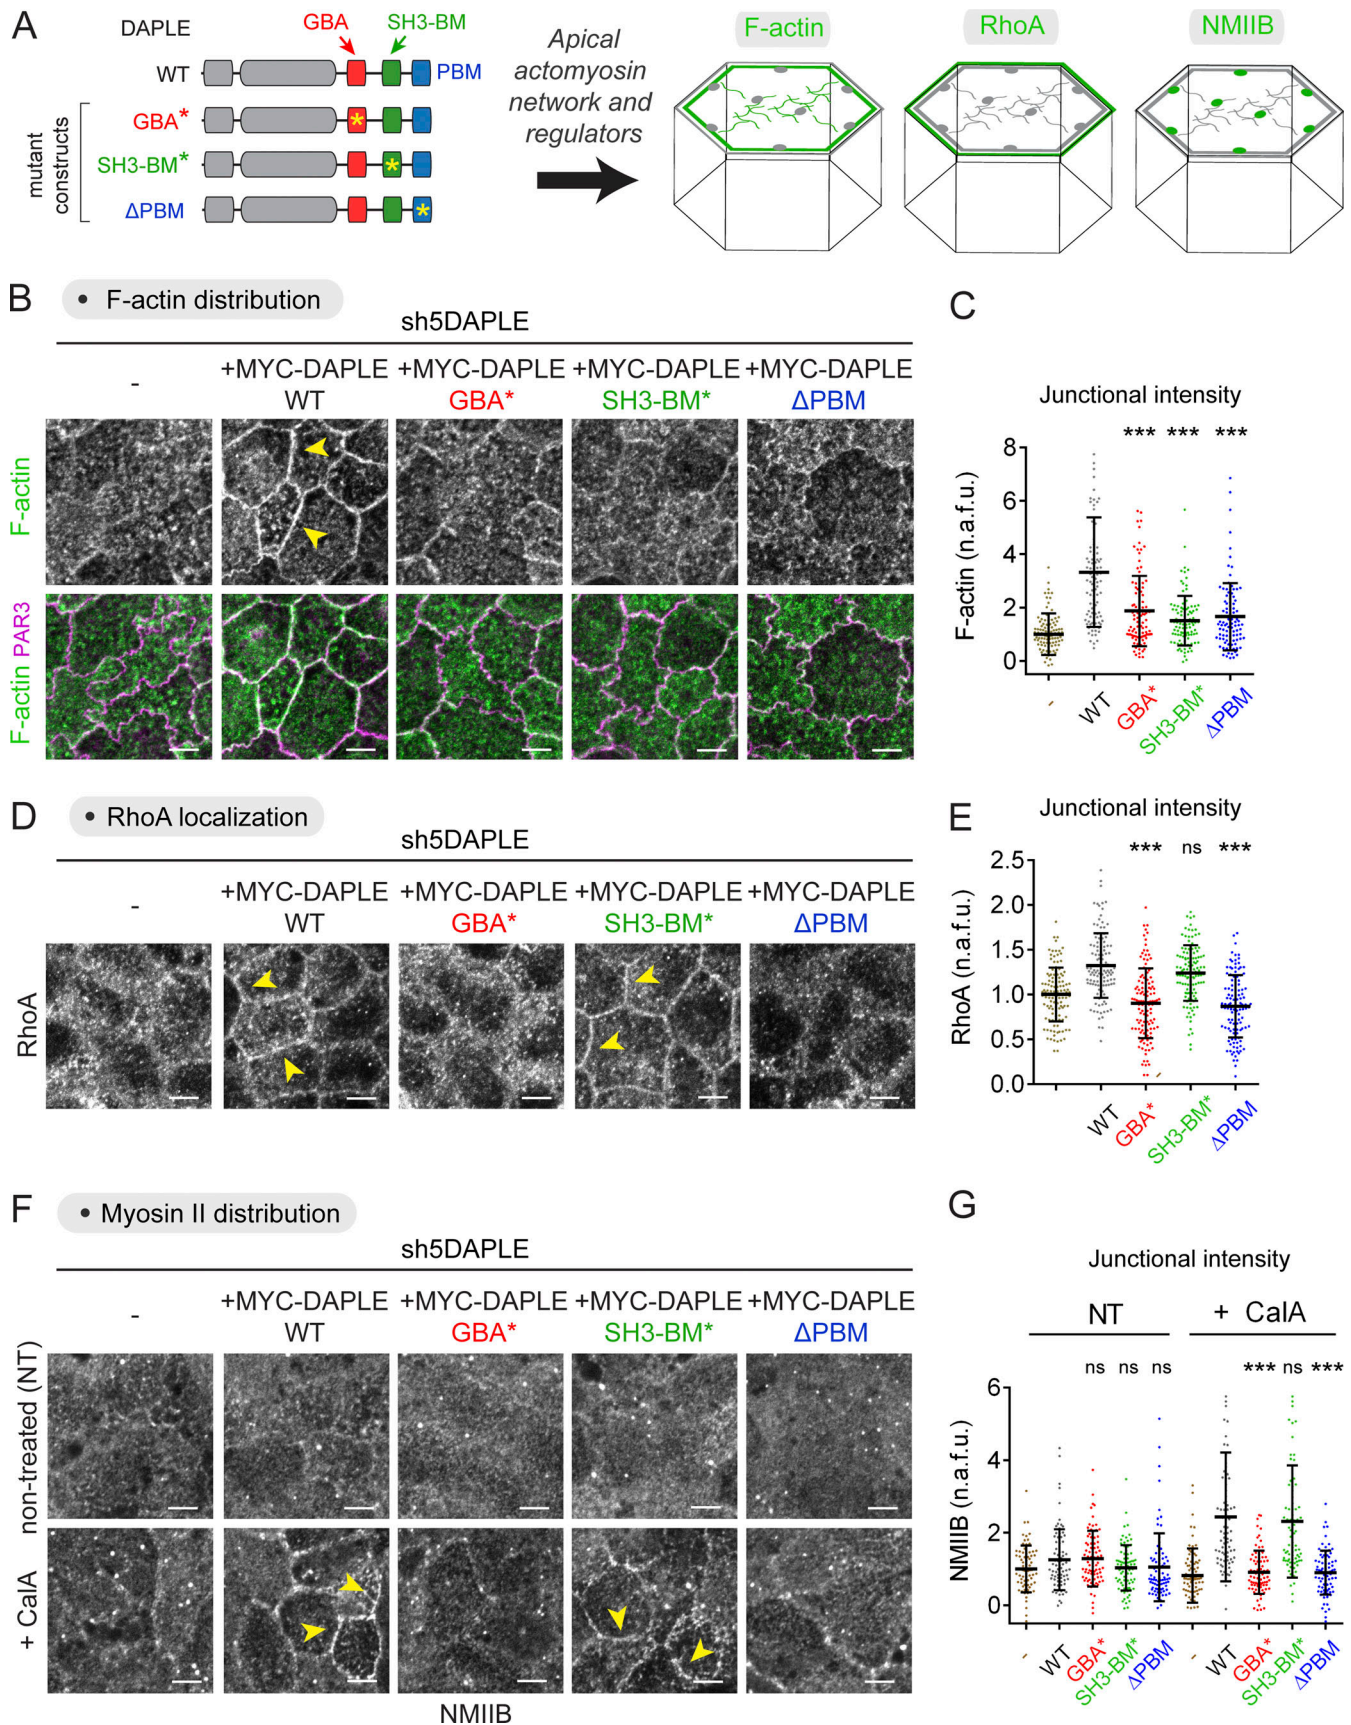 A
DAPLE
GBA
SH3-BM
WT
PBM
GBA*
*
SH3-BM*
*
ΔPBM
*
mutant
constructs
Apical
actomyosin
network and
regulators
F-actin
RhoA
NMIIB
B
• F-actin distribution
sh5DAPLE
-
+MYC-DAPLE
WT
+MYC-DAPLE
GBA*
+MYC-DAPLE
SH3-BM*
+MYC-DAPLE
ΔPBM
F-actin
F-actin PAR3
C
Junctional intensity
*** *** ***
F-actin (n.a.f.u.)
8
6
4
2
0
-
WT
GBA*
SH3-BM*
ΔPBM
D
• RhoA localization
sh5DAPLE
-
+MYC-DAPLE
WT
+MYC-DAPLE
GBA*
+MYC-DAPLE
SH3-BM*
+MYC-DAPLE
ΔPBM
RhoA
E
Junctional intensity
*** ns ***
RhoA (n.a.f.u.)
2.5
2.0
1.5
1.0
0.5
0.0
-
WT
GBA*
SH3-BM*
ΔPBM
F
• Myosin II distribution
sh5DAPLE
-
+MYC-DAPLE
WT
+MYC-DAPLE
GBA*
+MYC-DAPLE
SH3-BM*
+MYC-DAPLE
ΔPBM
non-treated (NT)
+ CalA
NMIIB
G
Junctional intensity
NT
+ CalA
ns ns ns *** ns ***
NMIIB (n.a.f.u.)
6
4
2
0
-
WT
GBA*
SH3-BM*
ΔPBM
-
WT
GBA*
SH3-BM*
ΔPBM